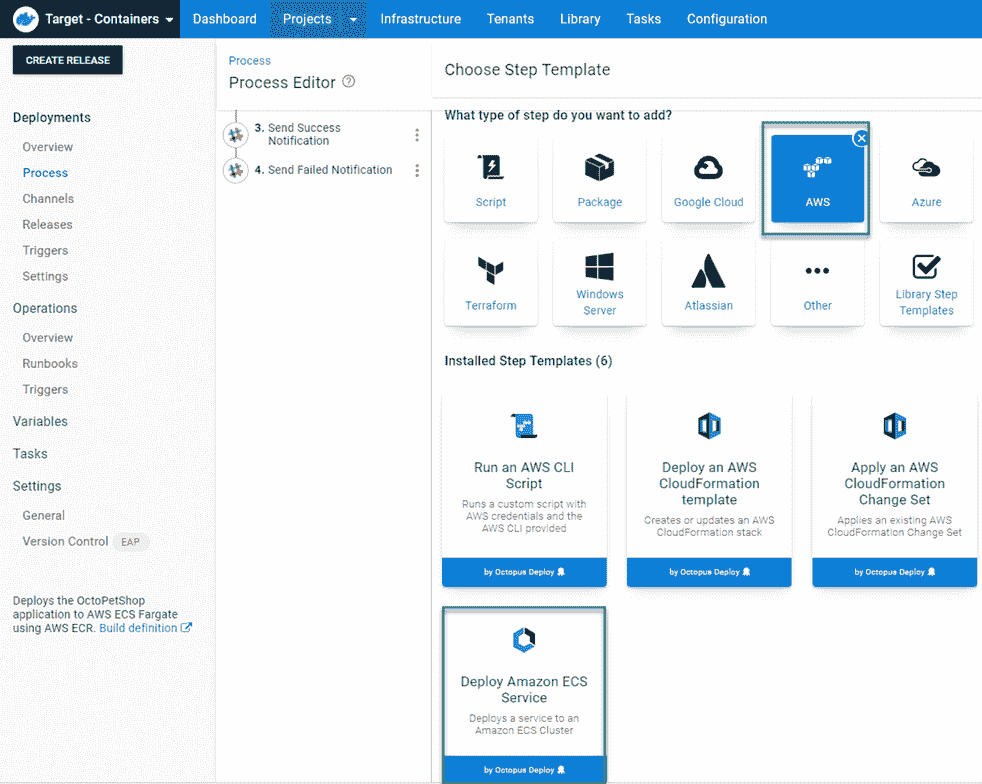 Target - Containers
Dashboard
Projects
Infrastructure
Tenants
Library
Tasks
Configuration
CREATE RELEASE
Deployments
Overview
Process
Channels
Releases
Triggers
Settings
Operations
Overview
Runbooks
Triggers
Variables
Tasks
Settings
General
Version Control EAP
Deploys the OctoPetShop
application to AWS ECS Fargate
using AWS ECR. Build definition
Process
Process Editor
3. Send Success
Notification
4. Send Failed Notification
Choose Step Template
What type of step do you want to add?
Script
Package
Google Cloud
AWS
Azure
Terraform
Windows
Server
Atlassian
Other
Library Step
Templates
Installed Step Templates (6)
Run an AWS CLI
Script
Runs a custom script with
AWS credentials and the
AWS CLI provided
by Octopus Deploy
Deploy an AWS
CloudFormation
template
Creates or updates an AWS
CloudFormation stack
by Octopus Deploy
Apply an AWS
CloudFormation
Change Set
Applies an existing AWS
CloudFormation Change Set
by Octopus Deploy
Deploy Amazon ECS
Service
Deploys a service to an
Amazon ECS Cluster
by Octopus Deploy